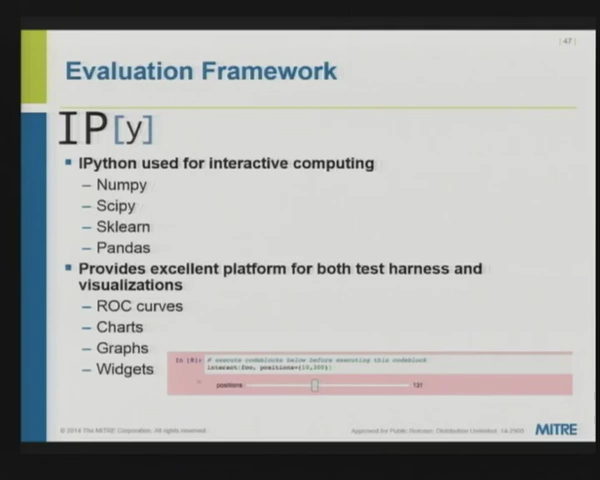 | 47 |
Evaluation Framework
IP[y]
IPython used for interactive computing
– Numpy
– Scipy
– Sklearn
– Pandas
Provides excellent platform for both test harness and
visualizations
– ROC curves
– Charts
– Graphs
– Widgets
In [8]: # execute codeblocks below before executing this codeblock
interact(foo, positions=(10,300)
positions 131
© 2014 The MITRE Corporation. All rights reserved.
Approved for Public Release; Distribution Unlimited.
MITRE